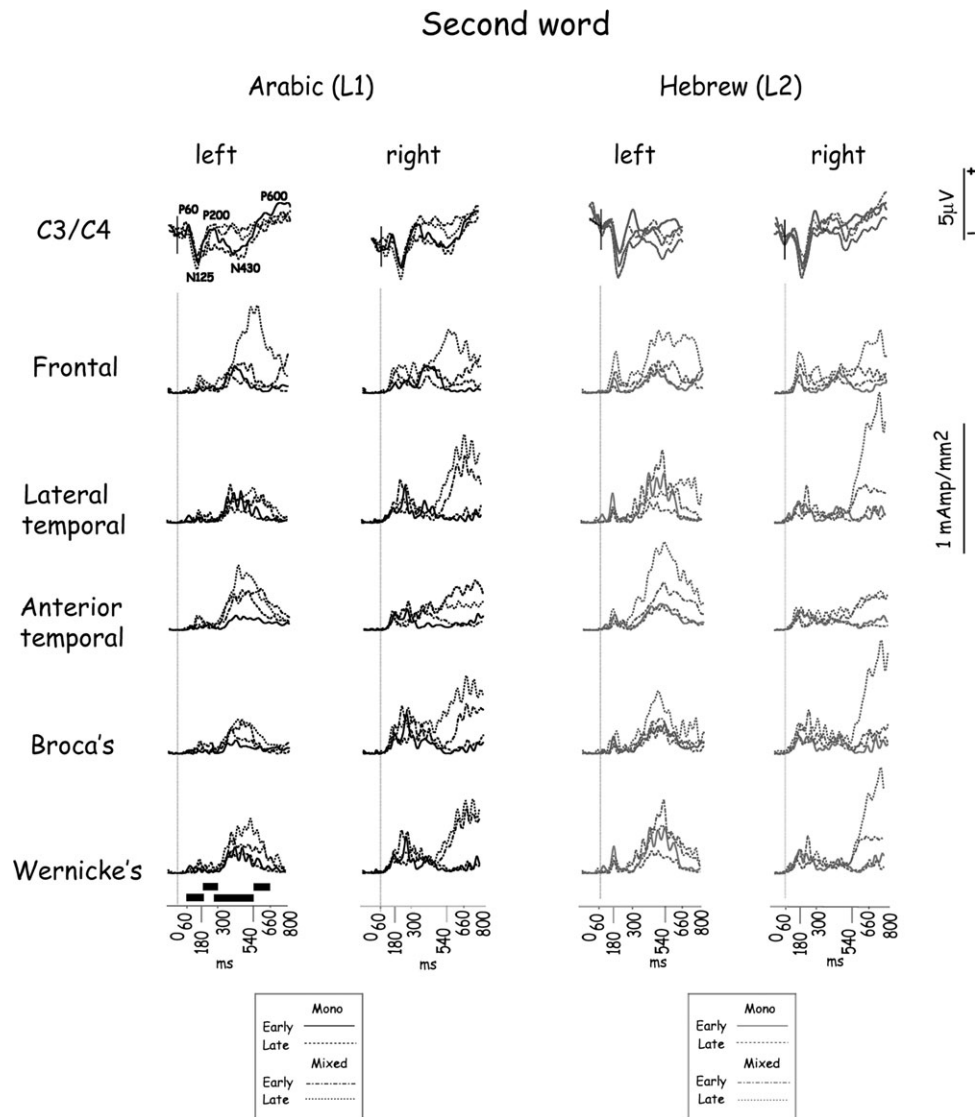 Second word
Arabic (L1) Hebrew (L2)
left right left right
C3/C4
P60 P200 P600
N125 N430
+
5μV
–
Frontal
Lateral
temporal
1 mAmp/mm2
Anterior
temporal
Broca's
Wernicke's
0 60 180 300 540 660 800
ms
0 60 180 300 540 660 800
ms
0 60 180 300 540 660 800
ms
0 60 180 300 540 660 800
ms
Mono
Early
Late
Mixed
Early
Late
Mono
Early
Late
Mixed
Early
Late